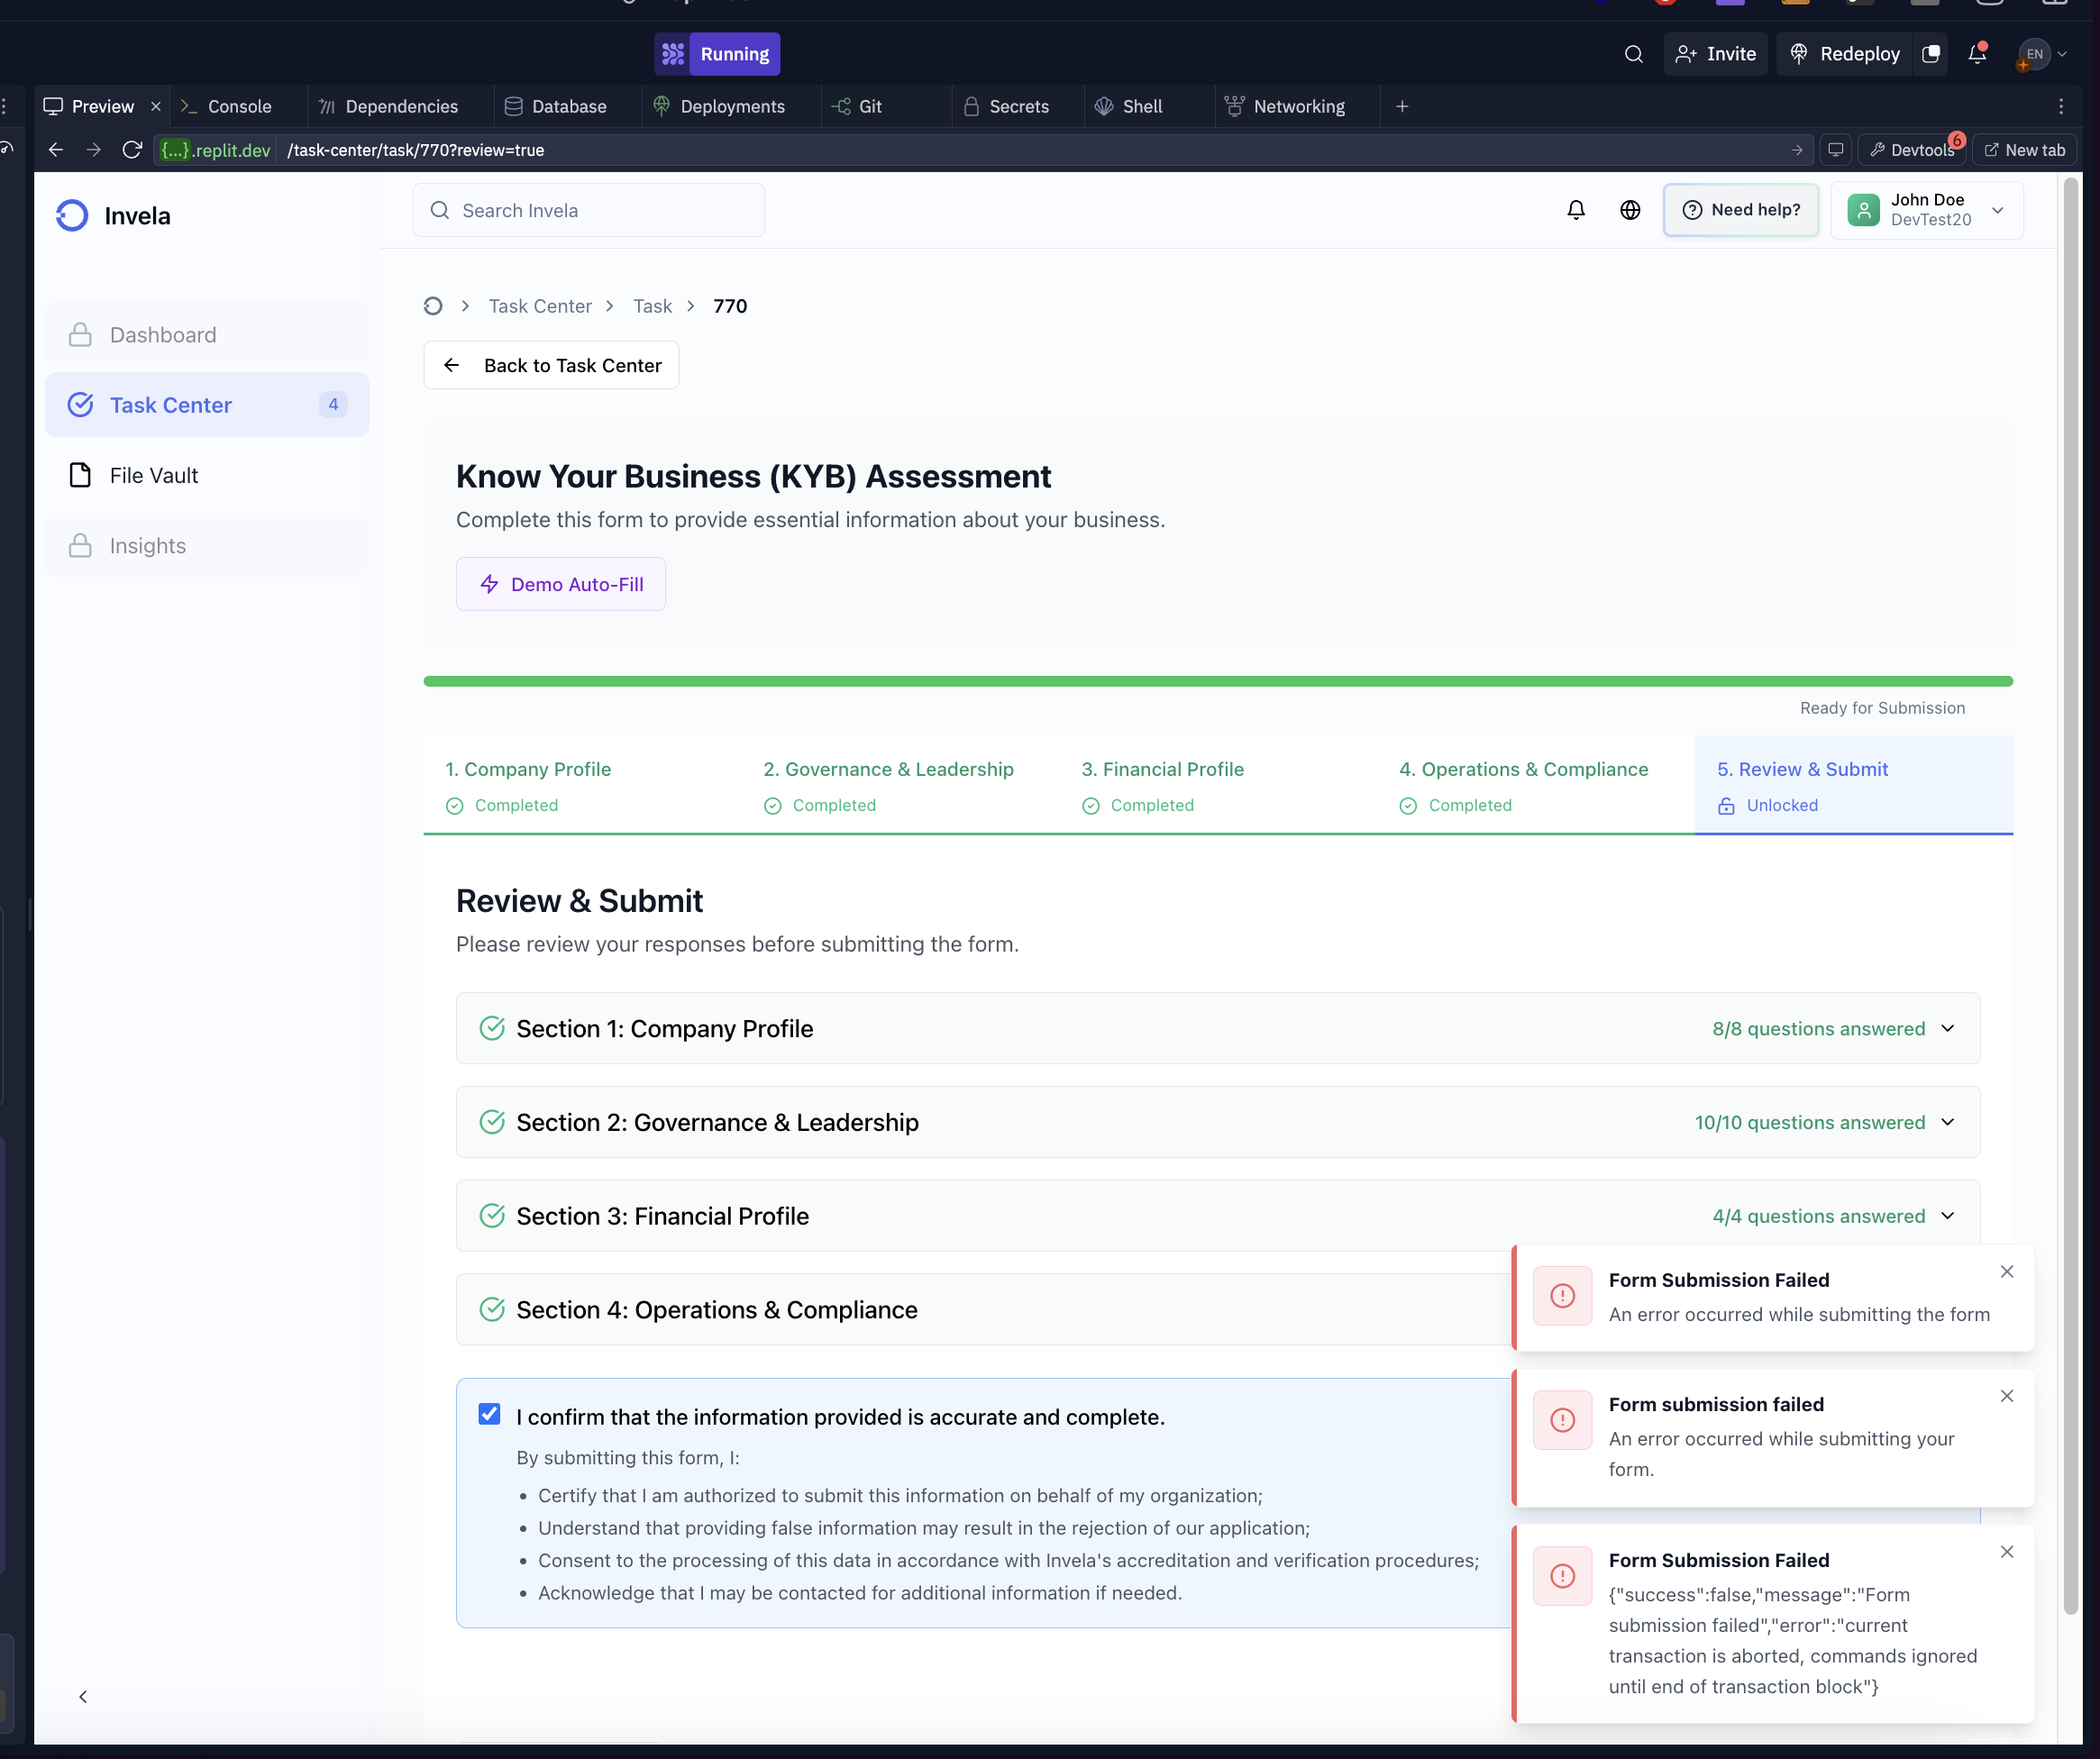 Running
Invite
Redeploy
EN
Preview
Console
Dependencies
Database
Deployments
Git
Secrets
Shell
Networking
{...}.replit.dev
/task-center/task/770?review=true
Devtools
6
New tab
Invela
Search Invela
Need help?
John Doe
DevTest20
Dashboard
Task Center
4
File Vault
Insights
Task Center
Task
770
Back to Task Center
Know Your Business (KYB) Assessment
Complete this form to provide essential information about your business.
Demo Auto-Fill
Ready for Submission
1. Company Profile
Completed
2. Governance & Leadership
Completed
3. Financial Profile
Completed
4. Operations & Compliance
Completed
5. Review & Submit
Unlocked
Review & Submit
Please review your responses before submitting the form.
Section 1: Company Profile
8/8 questions answered
Section 2: Governance & Leadership
10/10 questions answered
Section 3: Financial Profile
4/4 questions answered
Section 4: Operations & Compliance
I confirm that the information provided is accurate and complete.
By submitting this form, I:
• Certify that I am authorized to submit this information on behalf of my organization;
• Understand that providing false information may result in the rejection of our application;
• Consent to the processing of this data in accordance with Invela's accreditation and verification procedures;
• Acknowledge that I may be contacted for additional information if needed.
Form Submission Failed
An error occurred while submitting the form
Form submission failed
An error occurred while submitting your
form.
Form Submission Failed
{"success":false,"message":"Form
submission failed","error":"current
transaction is aborted, commands ignored
until end of transaction block"}